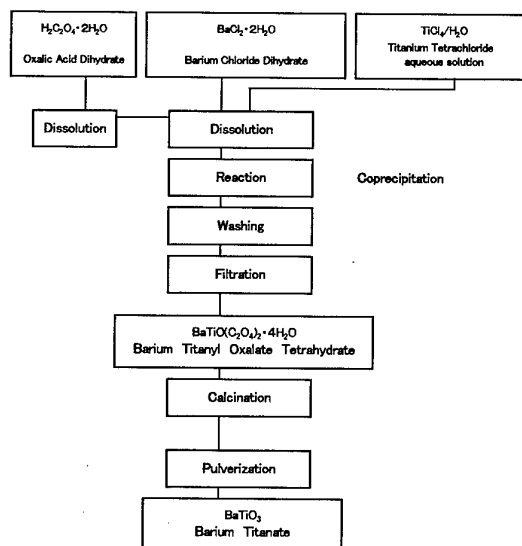 H₂C₂O₄・2H₂O
Oxalic Acid Dihydrate
BaCl₂・2H₂O
Barium Chloride Dihydrate
TiCl₄/H₂O
Titanium Tetrachloride
aqueous solution
Dissolution
Dissolution
Reaction
Coprecipitation
Washing
Filtration
BaTiO(C₂O₄)₂・4H₂O
Barium Titanyl Oxalate Tetrahydrate
Calcination
Pulverization
BaTiO₃
Barium Titanate